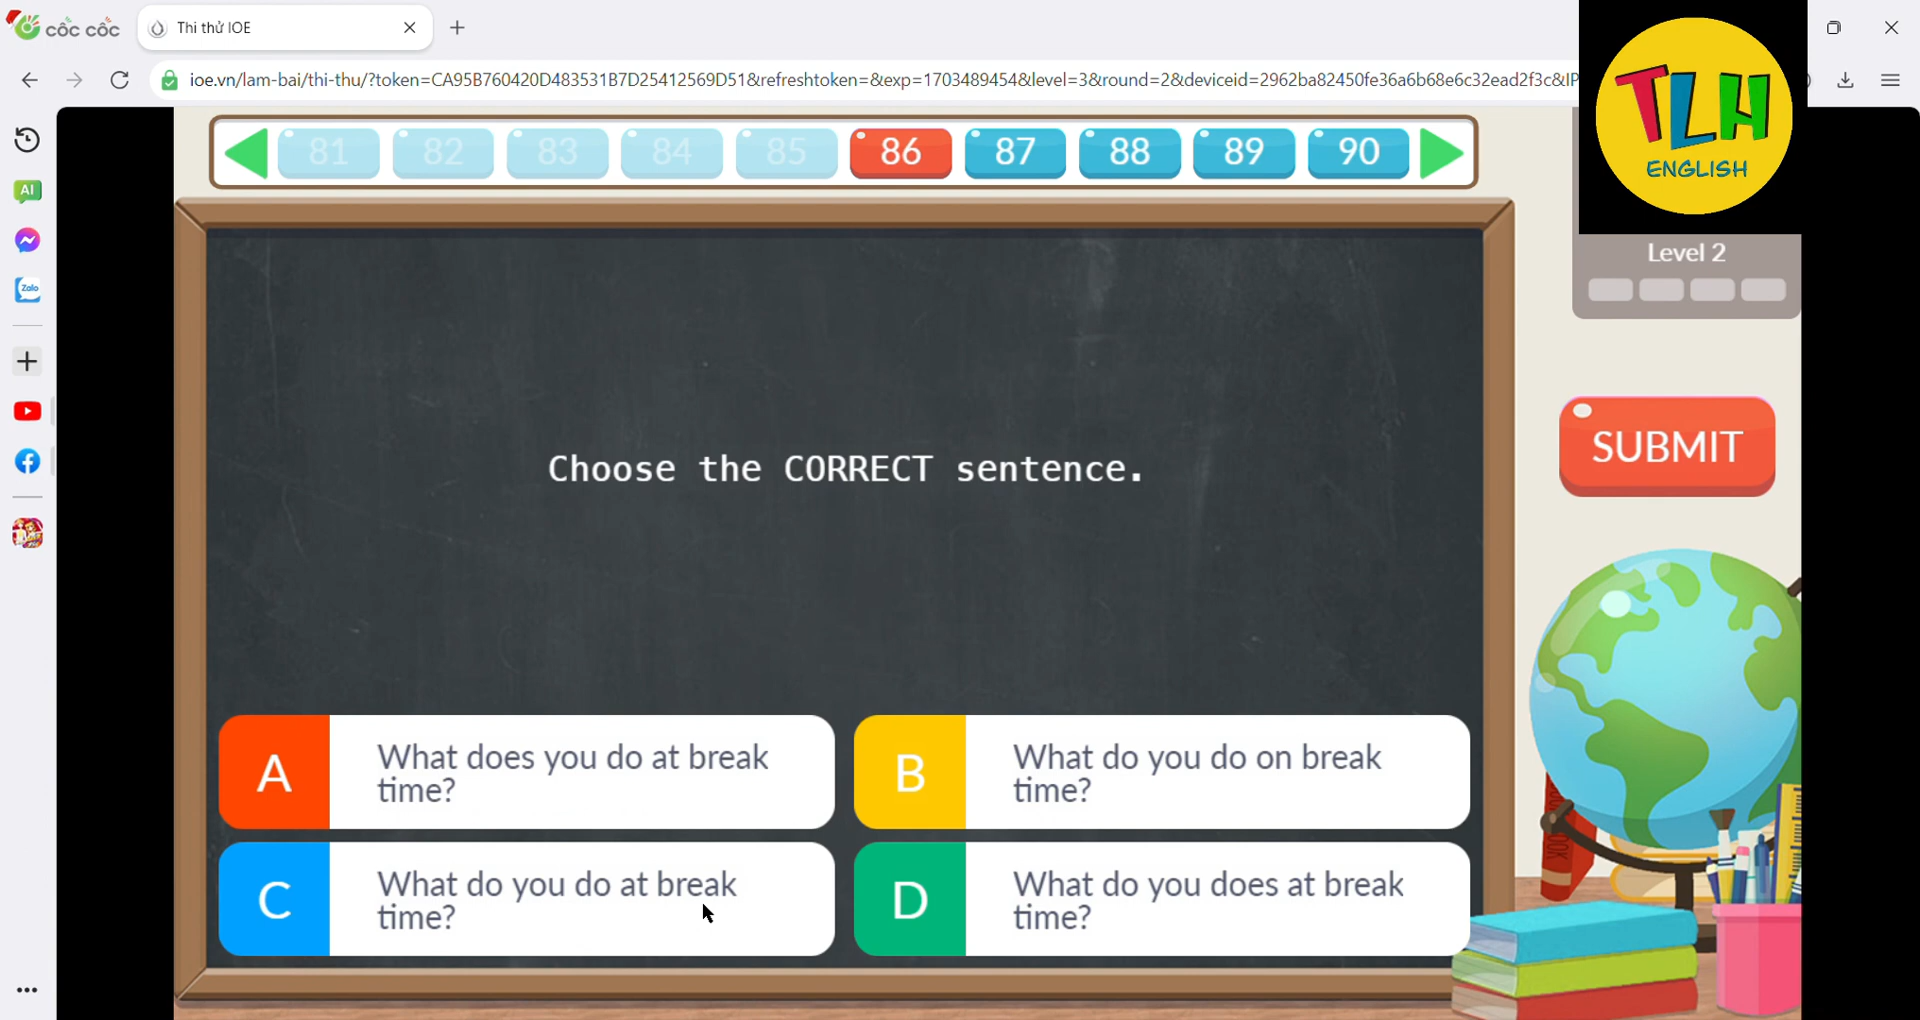 cốc cốc
Thi thử IOE
ioe.vn/lam-bai/thi-thu/?token=CA95B760420D483531B7D25412569D51&refreshtoken=&exp=1703489454&level=3&round=2&deviceid=2962ba82450fe36a6b68e6c32ead2f3c&IP
TLH
ENGLISH
AI
Zalo
81 82 83 84 85 86 87 88 89 90
Level 2
Choose the CORRECT sentence.
SUBMIT
A
What does you do at break
time?
B
What do you do on break
time?
C
What do you do at break
time?
D
What do you does at break
time?